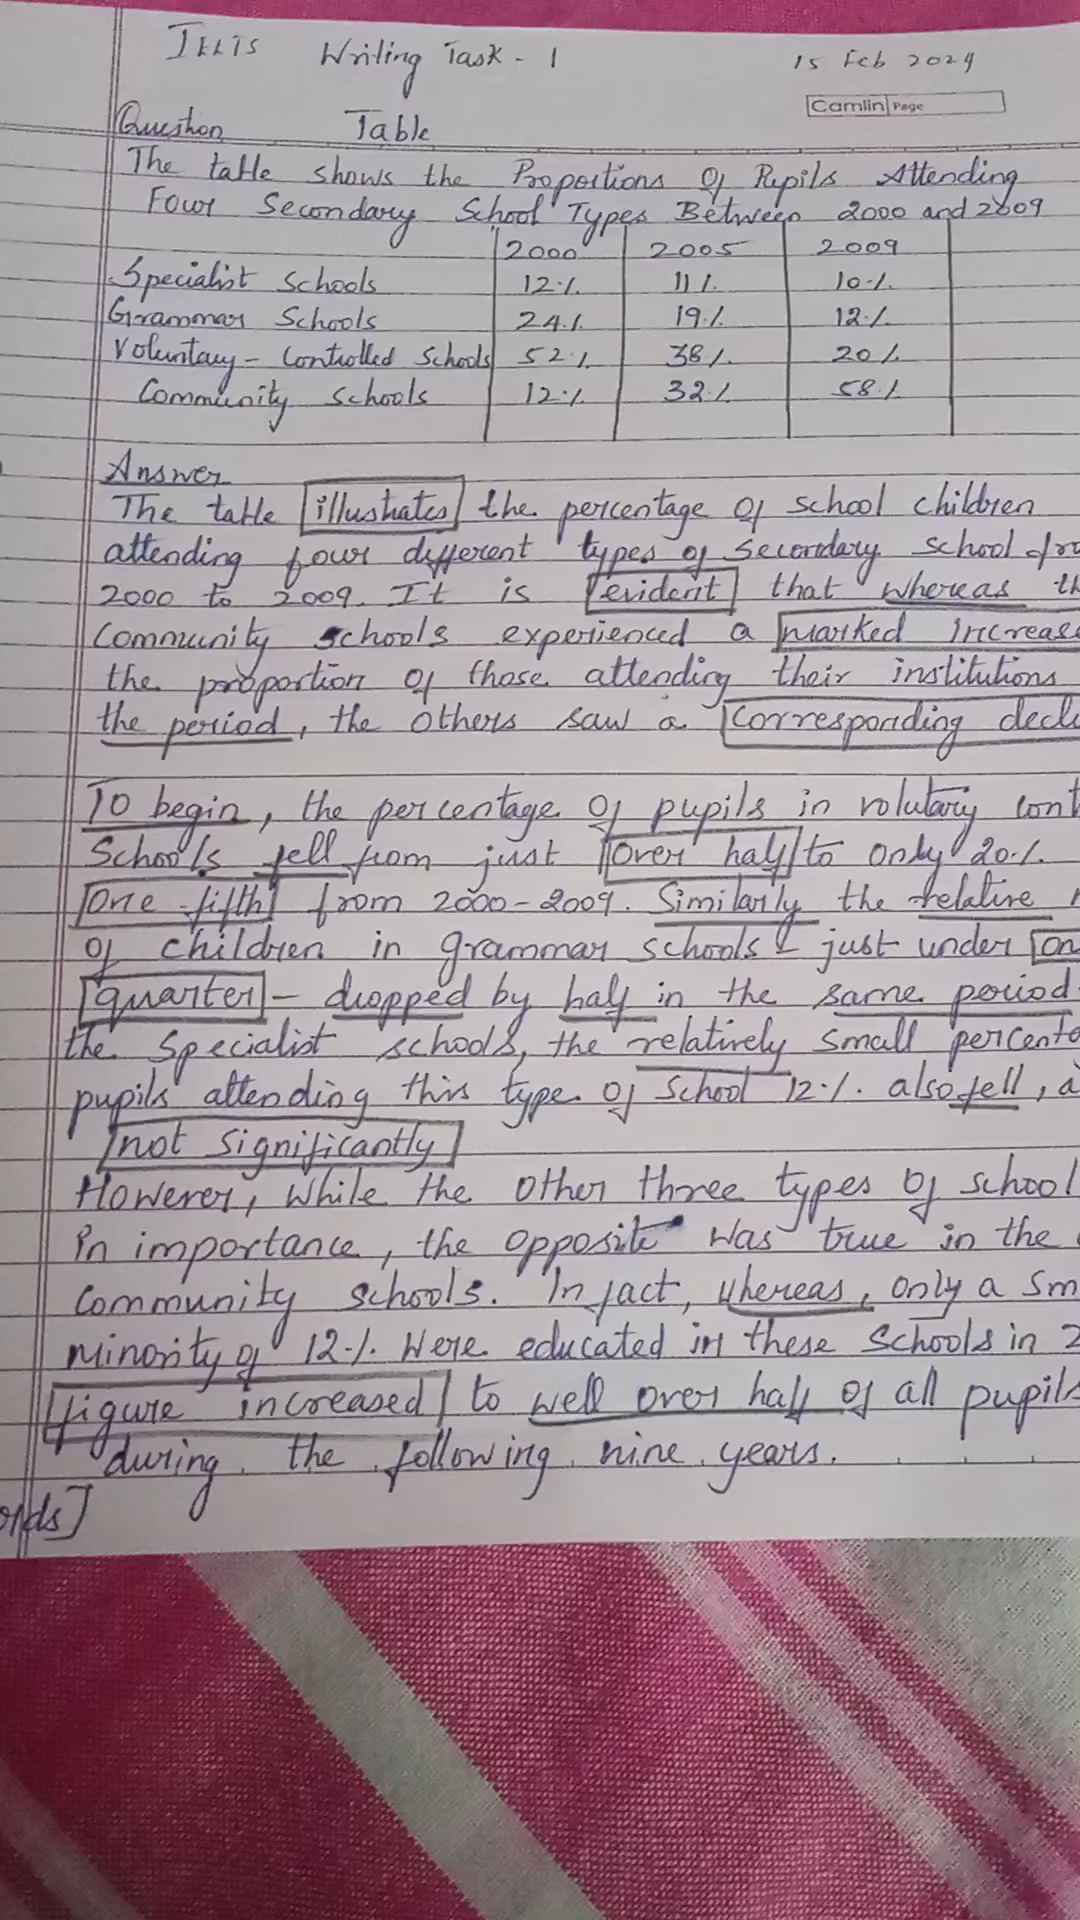 IELTS Writing Task - 1 15 Feb 2024
Camlin Page
Question Table
The table shows the Proportions Of Pupils Attending
Four Secondary School Types Between 2000 and 2009
2000 2005 2009
Specialist Schools 12% 11% 10%
Grammar Schools 24% 19% 12%
Voluntary - Controlled Schools 52% 38% 20%
Community Schools 12% 32% 58%
Answer
The table illustrates the percentage of school children
attending four different types of Secondary school fro
2000 to 2009. It is evident that whereas th
Community schools experienced a marked increase
the proportion of those attending their institutions
the period, the others saw a corresponding decli
To begin, the percentage of pupils in volutary cont
Schools fell from just over half to only 20%
One-fifth from 2000-2009. Similarly the relative
of children in grammar schools - just under on
quarter - dropped by half in the same period
the Specialist schools, the relatively small percenta
pupils attending this type of School 12% also fell, a
not significantly
However, while the other three types of school
in importance, the opposite was true in the
Community schools. In fact, whereas, only a sm
minority of 12% were educated in these Schools in 2
figure increased to well over half of all pupils
during the following nine years.
ords]